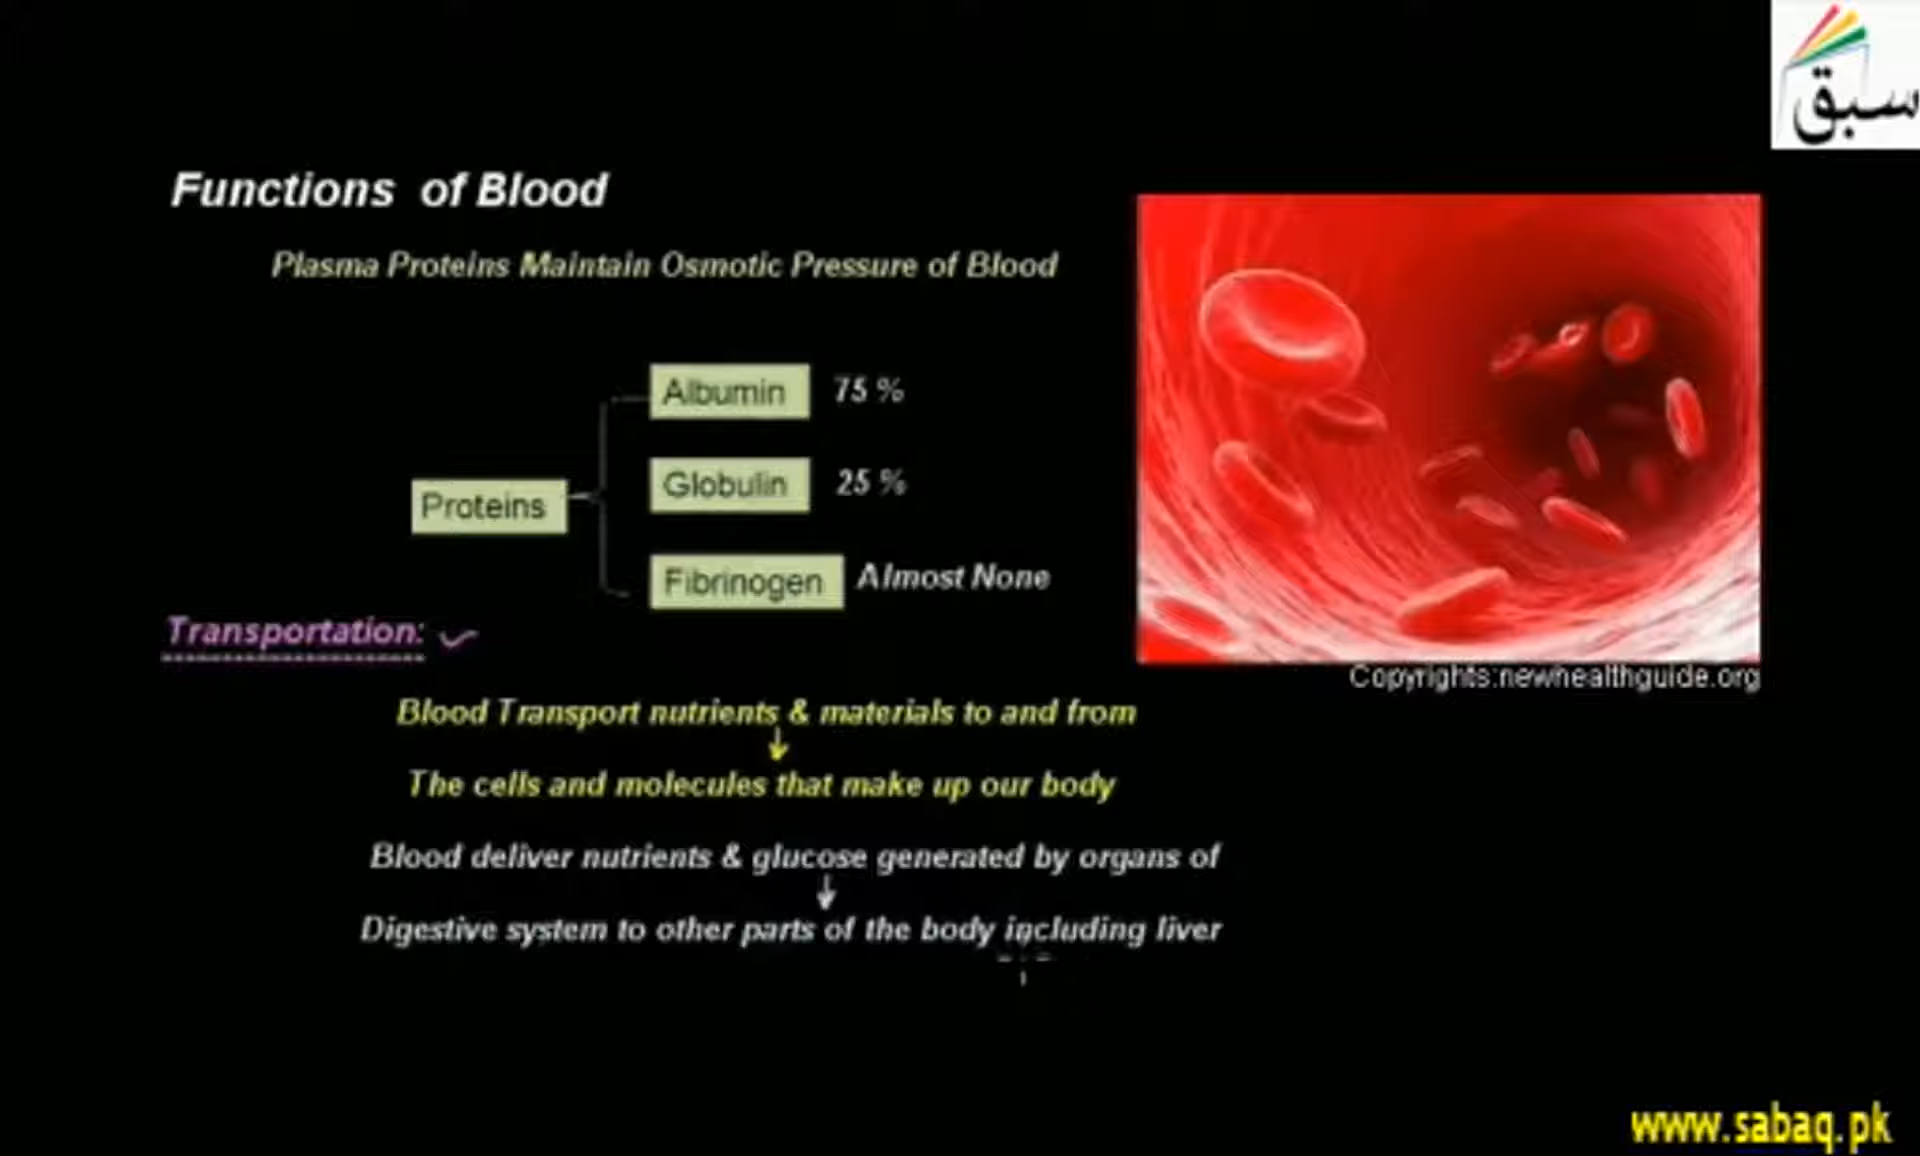 سبق
Functions of Blood
Plasma Proteins Maintain Osmotic Pressure of Blood
Albumin 75 %
Globulin 25 %
Proteins
Fibrinogen Almost None
Transportation:
Copyrights:newhealthguide.org
Blood Transport nutrients & materials to and from
The cells and molecules that make up our body
Blood deliver nutrients & glucose generated by organs of
Digestive system to other parts of the body including liver
www.sabaq.pk